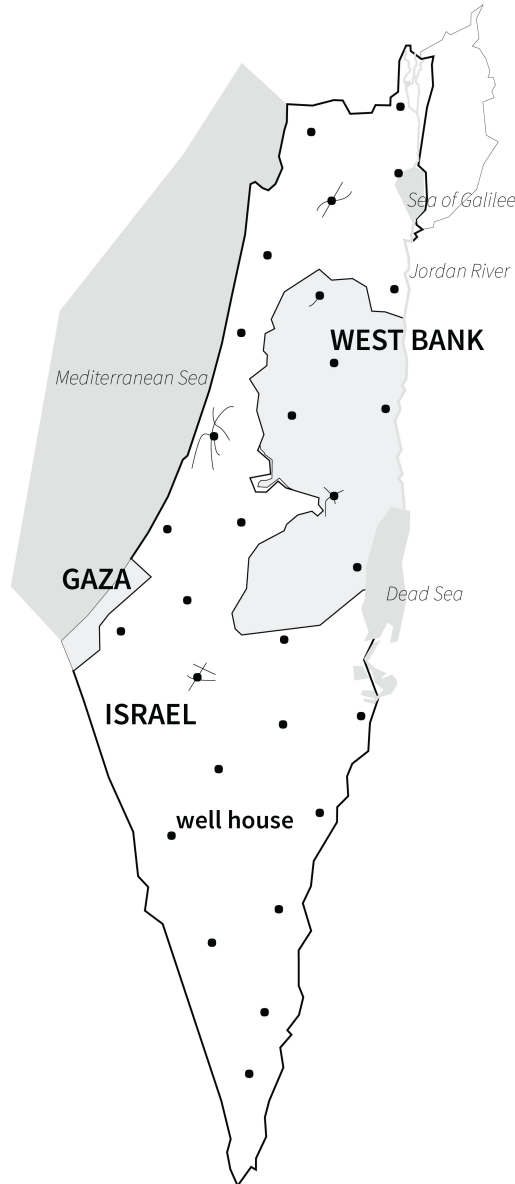 Sea of Galilee
Jordan River
WEST BANK
Mediterranean Sea
GAZA
Dead Sea
ISRAEL
well house